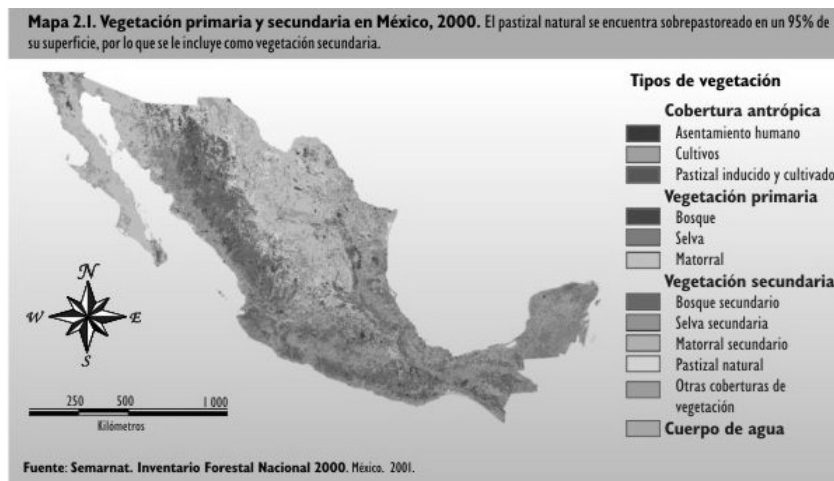 Mapa 2.1. Vegetación primaria y secundaria en México, 2000. El pastizal natural se encuentra sobrepastoreado en un 95% de
su superficie, por lo que se le incluye como vegetación secundaria.
Tipos de vegetación
Cobertura antrópica
Asentamiento humano
Cultivos
Pastizal inducido y cultivado
Vegetación primaria
Bosque
Selva
Matorral
Vegetación secundaria
Bosque secundario
Selva secundaria
Matorral secundario
Pastizal natural
Otras coberturas de
vegetación
Cuerpo de agua
N
W E
S
250 500 1 000
Kilómetros
Fuente: Semarnat. Inventario Forestal Nacional 2000. México. 2001.